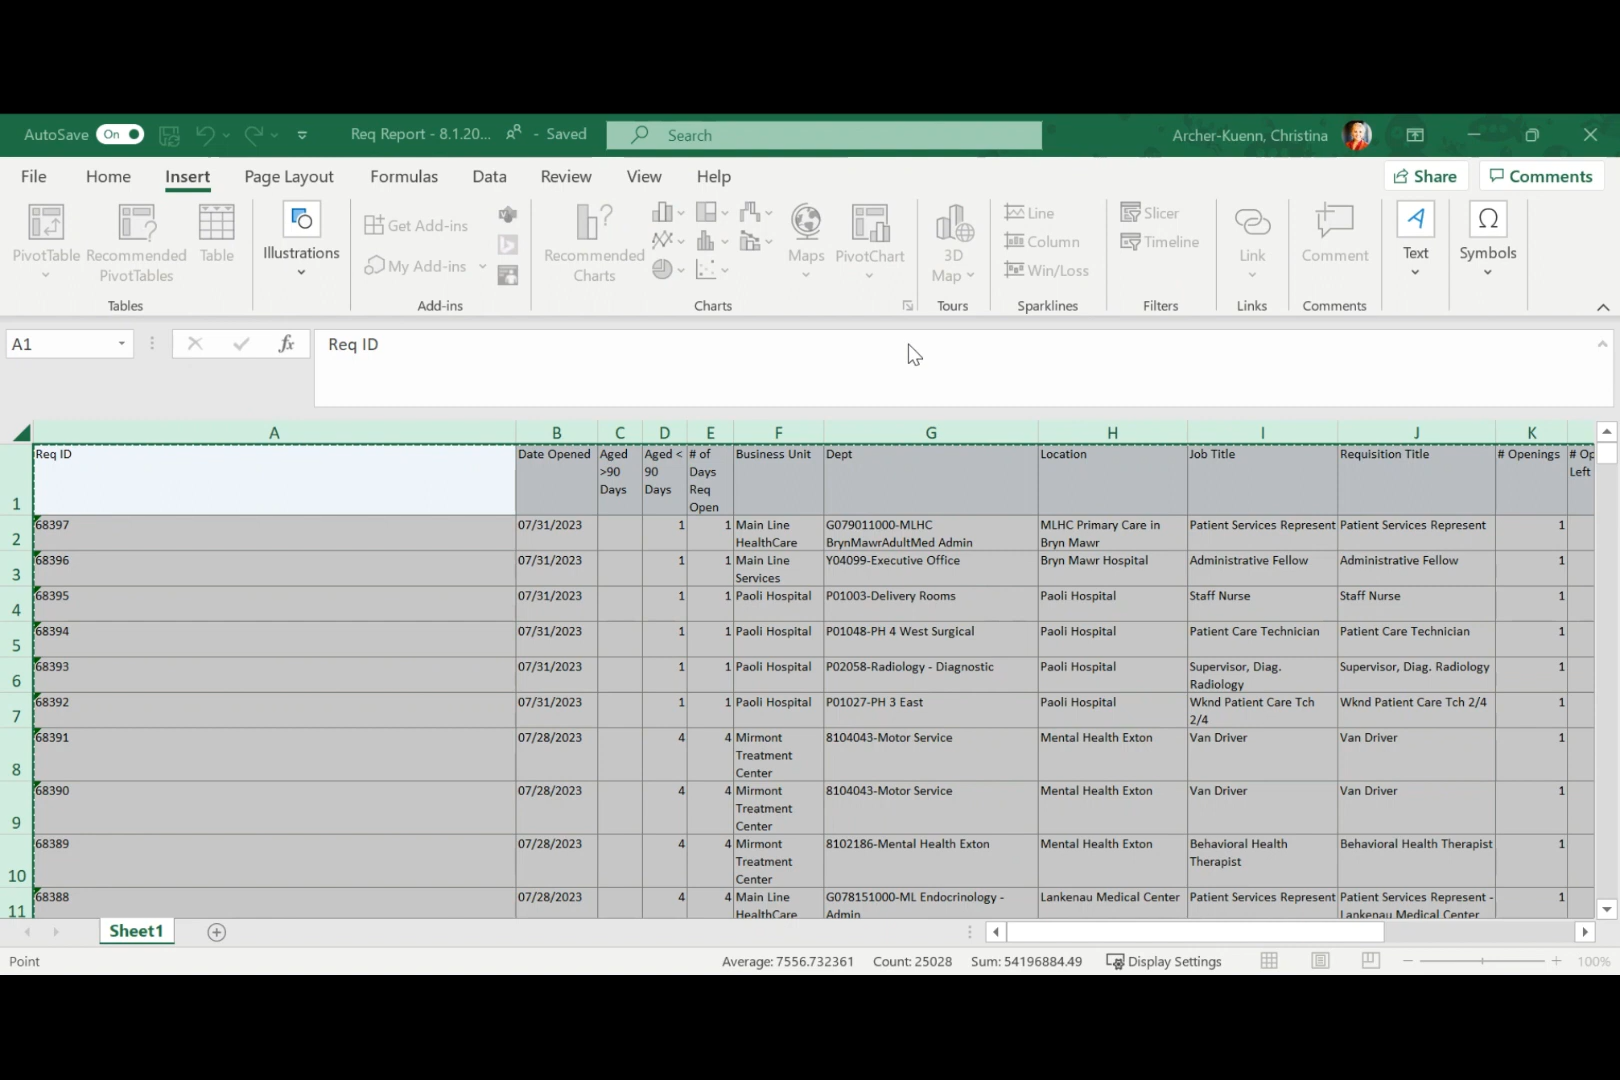 AutoSave On Req Report - 8.1.20... - Saved Search Archer-Kuenn, Christina
File Home Insert Page Layout Formulas Data Review View Help Share Comments
PivotTable Recommended PivotTables Table
Illustrations
Get Add-ins
My Add-ins
Recommended Charts
Maps PivotChart
3D Map
Line
Column
Win/Loss
Slicer
Timeline
Link
Comment
Text
Symbols
Tables Add-ins Charts Tours Sparklines Filters Links Comments
A1 fx Req ID
A B C D E F G H I J K
1 Req ID Date Opened Aged >90 Days Aged < 90 Days # of Days Req Open Business Unit Dept Location Job Title Requisition Title # Openings # Op Left
2 68397 07/31/2023 1 1 Main Line HealthCare G079011000-MLHC BrynMawrAdultMed Admin MLHC Primary Care in Bryn Mawr Patient Services Represent Patient Services Represent 1
3 68396 07/31/2023 1 1 Main Line Services Y04099-Executive Office Bryn Mawr Hospital Administrative Fellow Administrative Fellow 1
4 68395 07/31/2023 1 1 Paoli Hospital P01003-Delivery Rooms Paoli Hospital Staff Nurse Staff Nurse 1
5 68394 07/31/2023 1 1 Paoli Hospital P01048-PH 4 West Surgical Paoli Hospital Patient Care Technician Patient Care Technician 1
6 68393 07/31/2023 1 1 Paoli Hospital P02058-Radiology - Diagnostic Paoli Hospital Supervisor, Diag. Radiology Supervisor, Diag. Radiology 1
7 68392 07/31/2023 1 1 Paoli Hospital P01027-PH 3 East Paoli Hospital Wknd Patient Care Tch 2/4 Wknd Patient Care Tch 2/4 1
8 68391 07/28/2023 4 4 Mirmont Treatment Center 8104043-Motor Service Mental Health Exton Van Driver Van Driver 1
9 68390 07/28/2023 4 4 Mirmont Treatment Center 8104043-Motor Service Mental Health Exton Van Driver Van Driver 1
10 68389 07/28/2023 4 4 Mirmont Treatment Center 8102186-Mental Health Exton Mental Health Exton Behavioral Health Therapist Behavioral Health Therapist 1
11 68388 07/28/2023 4 4 Main Line HealthCare G078151000-ML Endocrinology - Admin Lankenau Medical Center Patient Services Represent Patient Services Represent - Lankenau Medical Center 1
Sheet1
Point Average: 7556.732361 Count: 25028 Sum: 54196884.49 Display Settings 100%